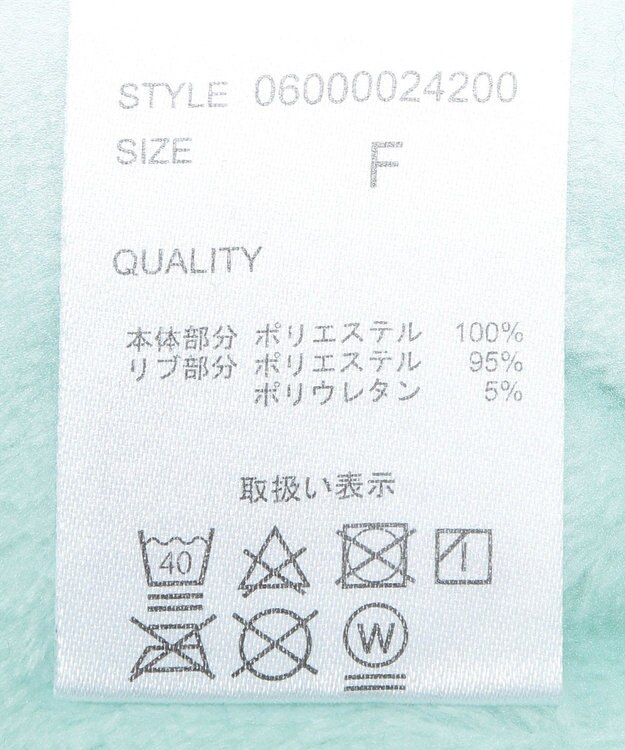 STYLE 06000024200
SIZE F
QUALITY
本体部分 ポリエステル 100%
リブ部分 ポリエステル 95%
ポリウレタン 5%
取扱い表示
40
W